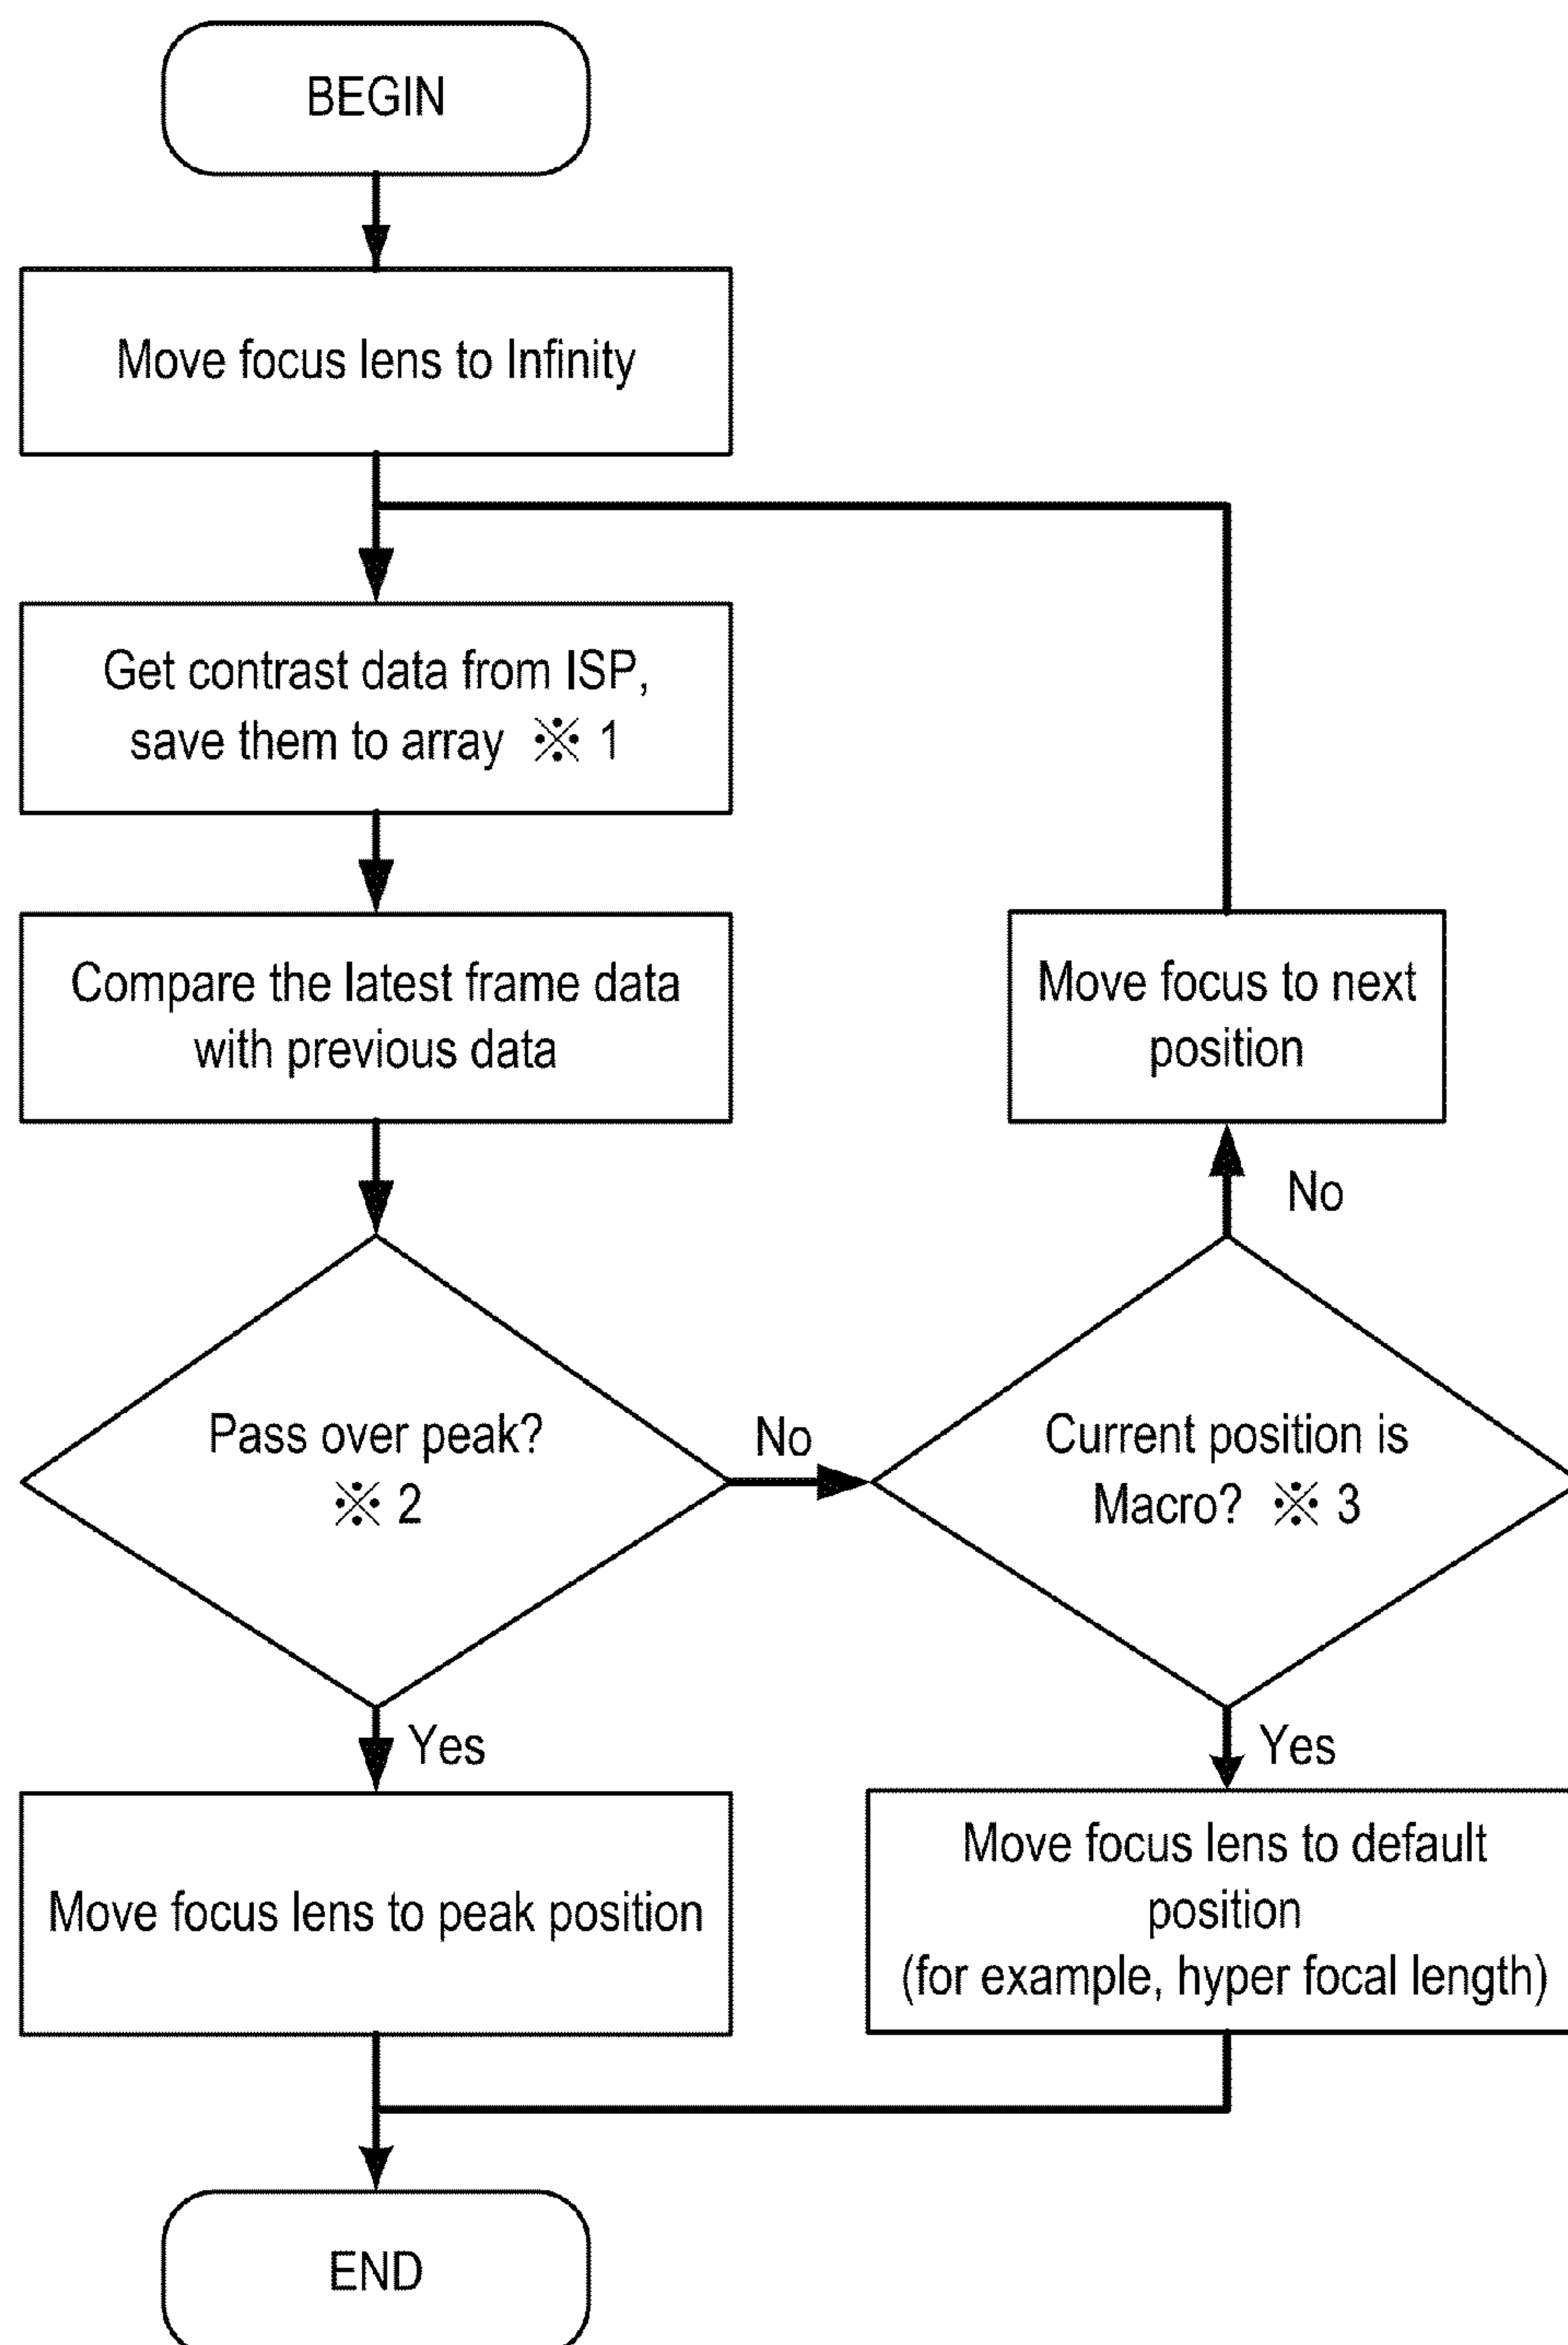 BEGIN
Move focus lens to Infinity
Get contrast data from ISP,
save them to array ※ 1
Compare the latest frame data
with previous data
Move focus to next
position
No
Pass over peak?
※ 2
No
Current position is
Macro? ※ 3
Yes
Yes
Move focus lens to peak position
Move focus lens to default
position
(for example, hyper focal length)
END